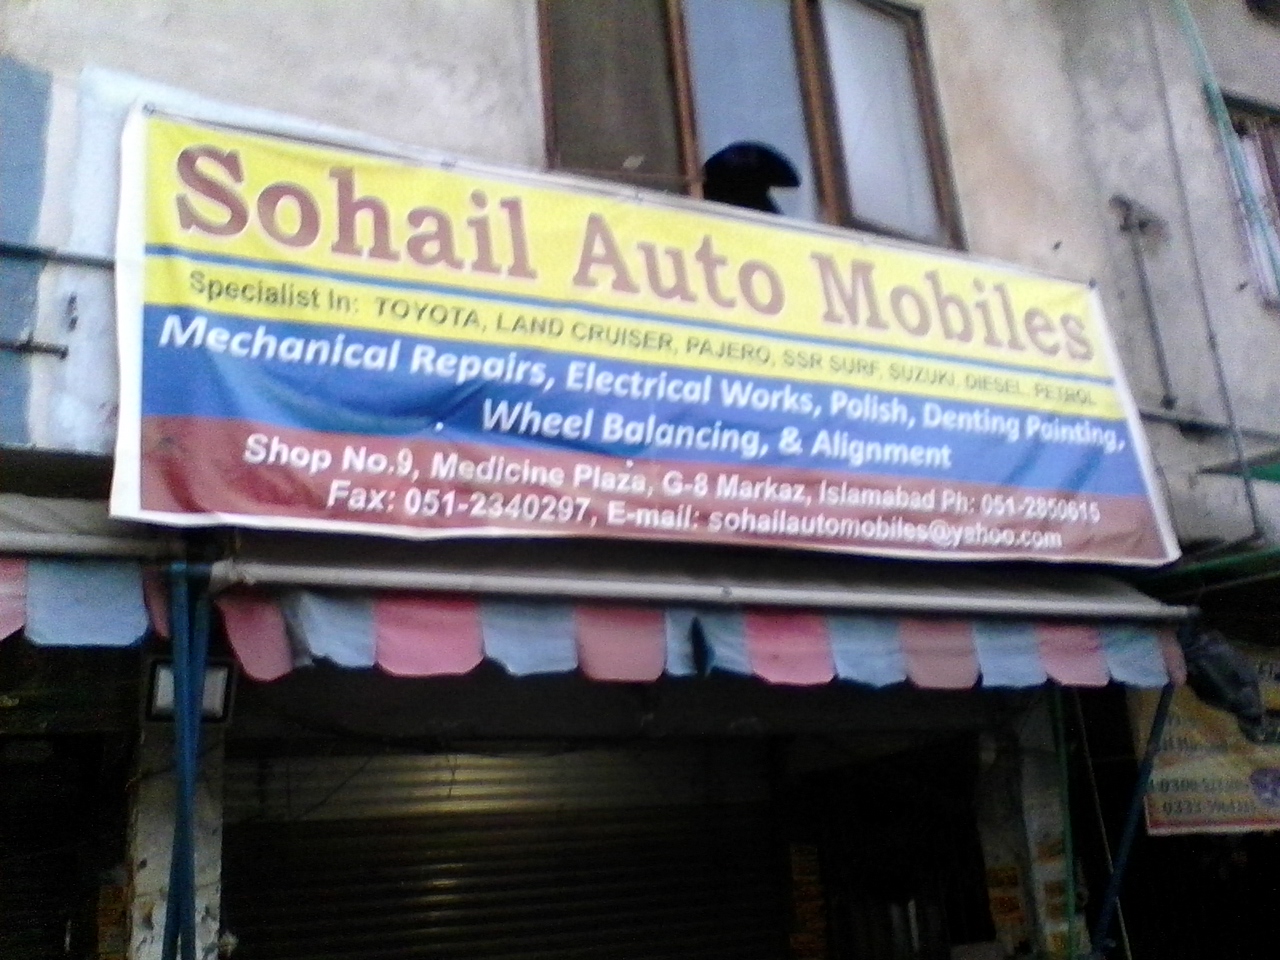 Sohail Auto Mobiles
Specialist In: TOYOTA, LAND CRUISER, PAJERO, SSR SURF, SUZUKI, DIESEL, PETROL
Mechanical Repairs, Electrical Works, Polish, Denting Painting,
Wheel Balancing, & Alignment
Shop No.9, Medicine Plaza, G-8 Markaz, Islamabad Ph: 051-2850615
Fax: 051-2340297, E-mail: sohailautomobiles@yahoo.com